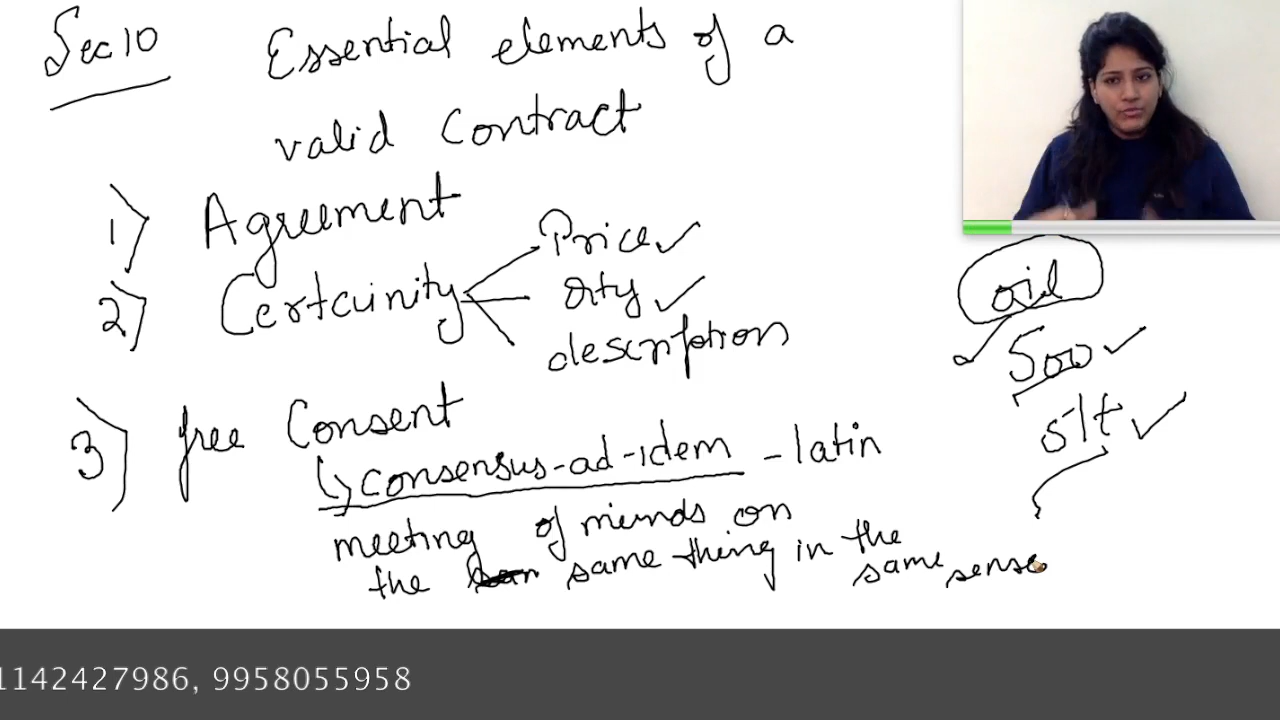 Sec 10 Essential elements of a
valid Contract
1) Agreement
2) Certainity
Price ✓
Qty ✓
description
oil
500 ✓
5lt ✓
3) free Consent
consensus-ad-idem - latin
meeting of minds on
the same thing in the
same sense
1142427986, 9958055958